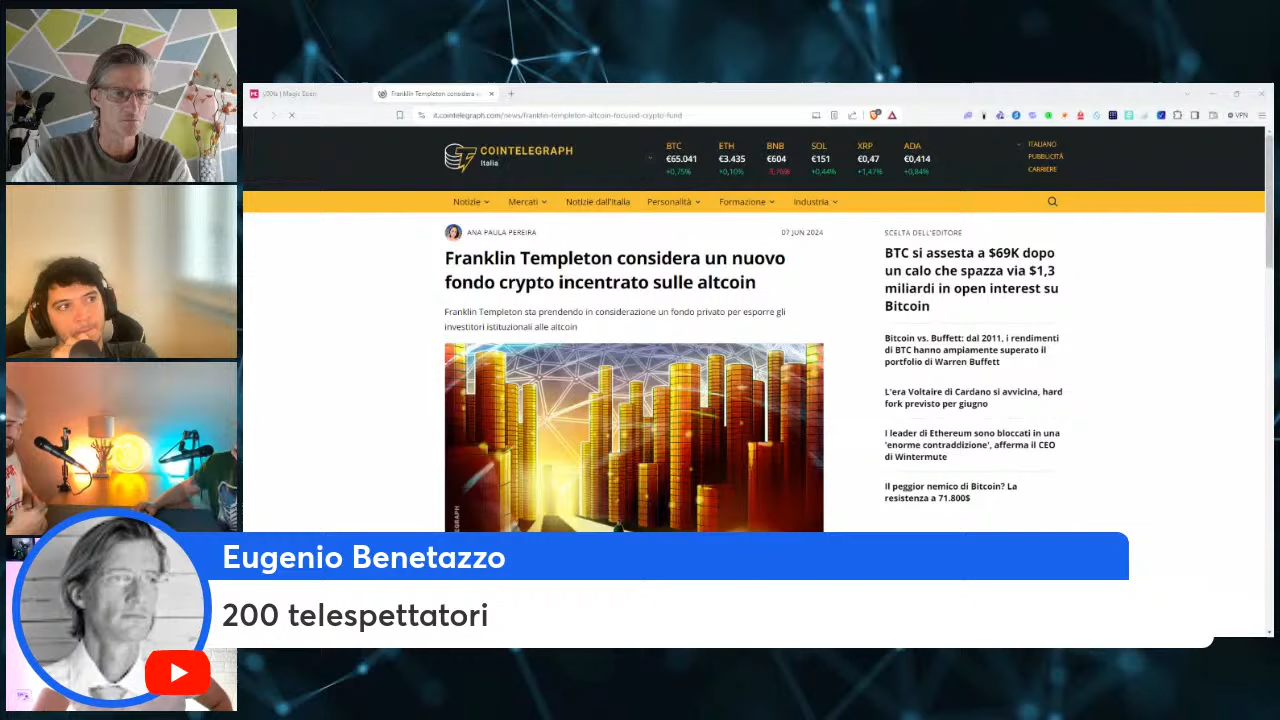 Franklin Templeton considera
it.cointelegraph.com/news/franklin-templeton-altcoin-focused-crypto-fund
VPN
COINTELEGRAPH
Italia
BTC
€65.041
+0,75%
ETH
€3.435
+0,10%
BNB
€604
-1,76%
SOL
€151
+0,44%
XRP
€0,47
+1,47%
ADA
€0,414
+0,84%
ITALIANO
PUBBLICITÀ
CARRIERE
Notizie
Mercati
Notizie dall'Italia
Personalità
Formazione
Industria
ANA PAULA PEREIRA
07 JUN 2024
Franklin Templeton considera un nuovo
fondo crypto incentrato sulle altcoin
Franklin Templeton sta prendendo in considerazione un fondo privato per esporre gli
investitori istituzionali alle altcoin
SCELTA DELL'EDITORE
BTC si assesta a $69K dopo
un calo che spazza via $1,3
miliardi in open interest su
Bitcoin
Bitcoin vs. Buffett: dal 2011, i rendimenti
di BTC hanno ampiamente superato il
portfolio di Warren Buffett
L'era Voltaire di Cardano si avvicina, hard
fork previsto per giugno
I leader di Ethereum sono bloccati in una
'enorme contraddizione', afferma il CEO
di Wintermute
Il peggior nemico di Bitcoin? La
resistenza a 71.800$
Eugenio Benetazzo
200 telespettatori